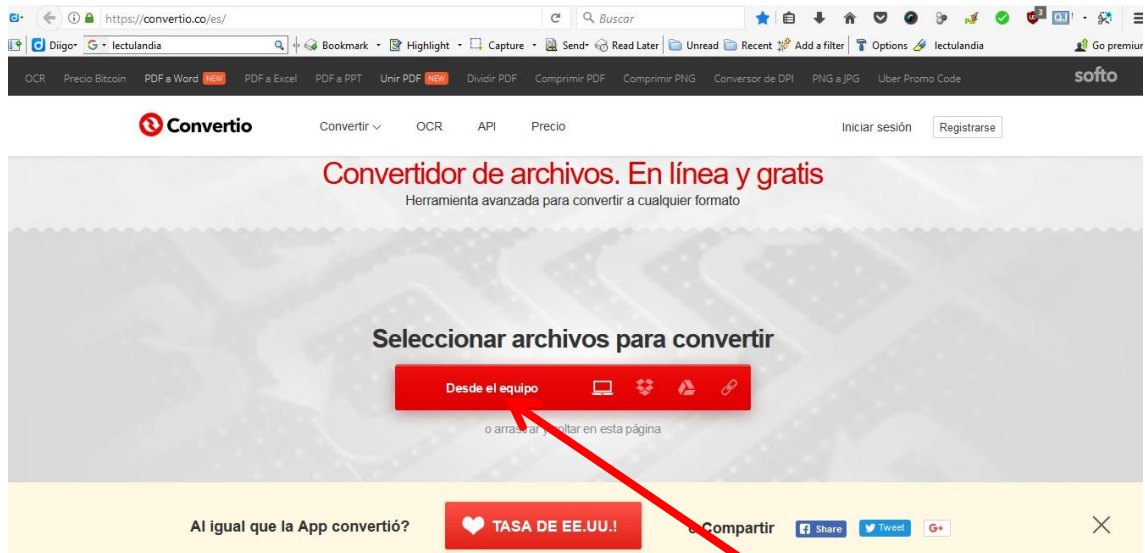 https://convertio.co/es/
Buscar
Diigo lectulandia Bookmark Highlight Capture Send Read Later Unread Recent Add a filter Options lectulandia Go premium
OCR Precio Bitcoin PDF a Word NEW PDF a Excel PDF a PPT Unir PDF NEW Dividir PDF Comprimir PDF Comprimir PNG Conversor de DPI PNG a JPG Uber Promo Code softo
Convertio Convertir OCR API Precio Iniciar sesión Registrarse
Convertidor de archivos. En línea y gratis
Herramienta avanzada para convertir a cualquier formato
Seleccionar archivos para convertir
Desde el equipo
o arrastrar y soltar en esta página
Al igual que la App convertió? TASA DE EE.UU.! o Compartir Share Tweet G+